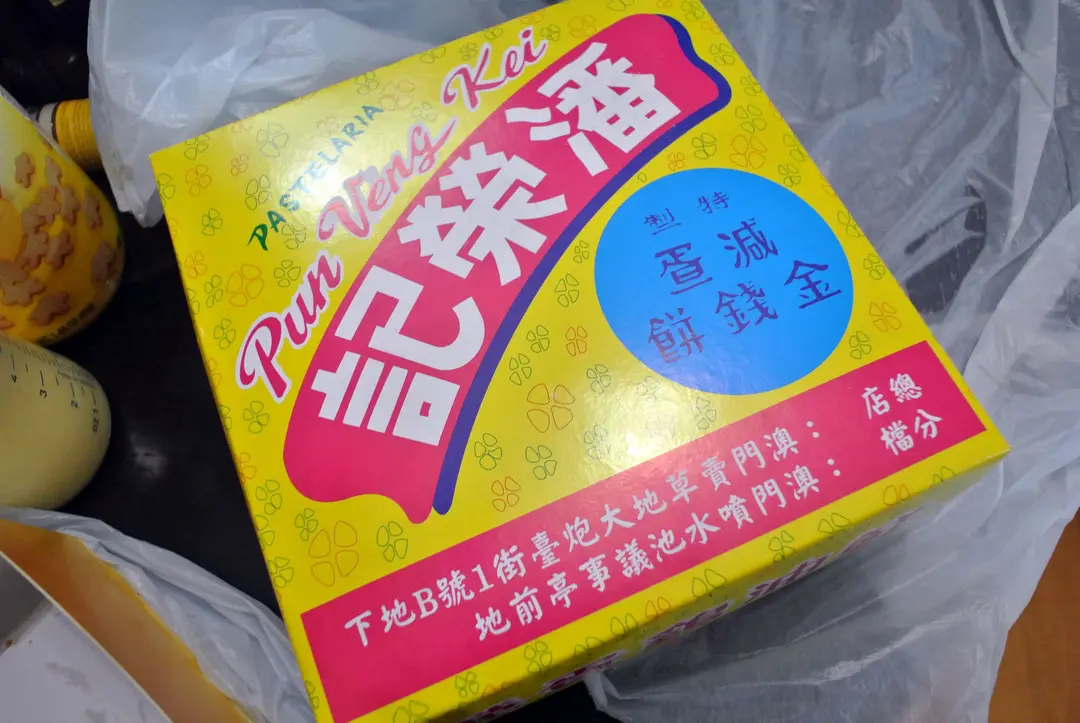 PASTELARIA
Pun Veng Kei
潘榮記
特製
減蛋
金錢餅
總店：澳門賣草地大炮臺街1號B地下
分檔：澳門噴水池議事亭前地